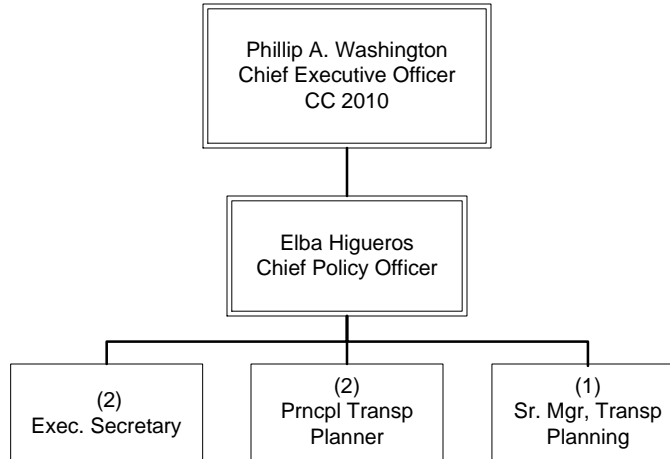 Phillip A. Washington
Chief Executive Officer
CC 2010
Elba Higueros
Chief Policy Officer
(2)
Exec. Secretary
(2)
Prncpl Transp
Planner
(1)
Sr. Mgr, Transp
Planning